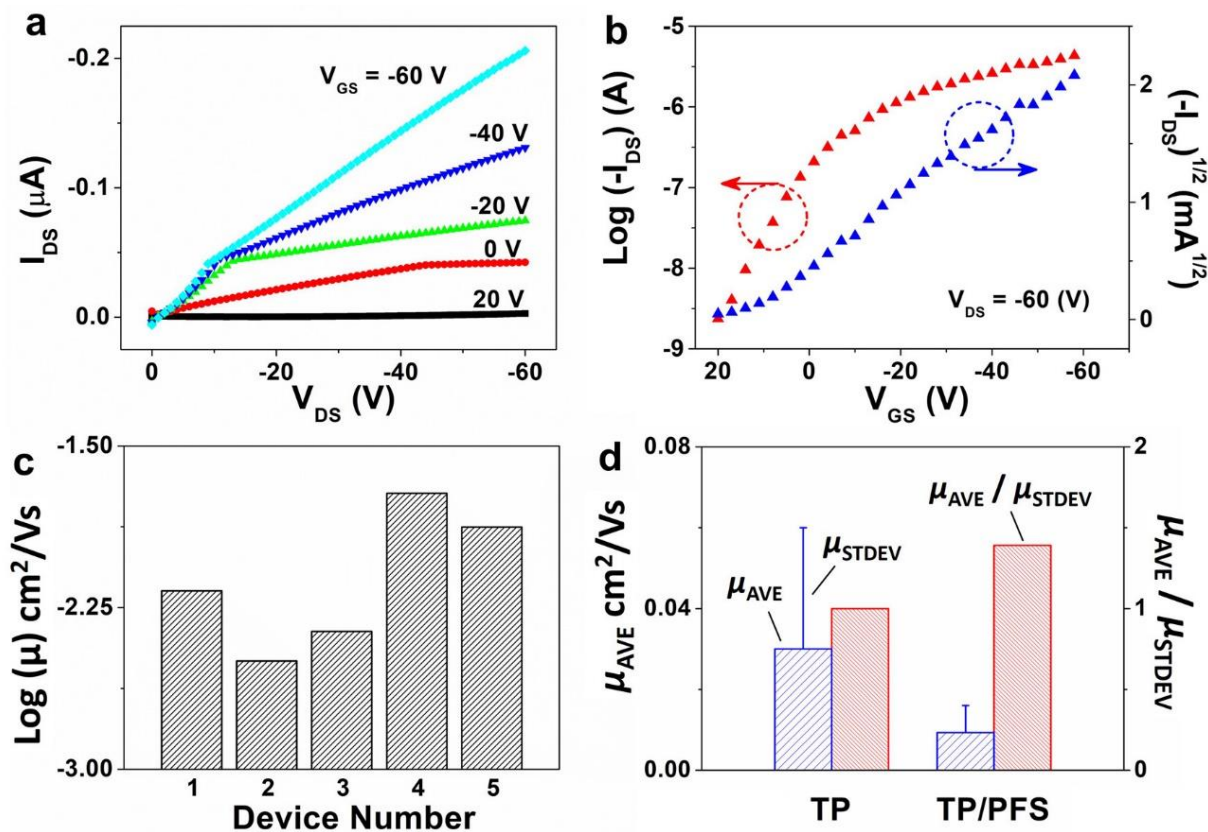 a
I_DS (μA)
-0.2
-0.1
0.0
V_GS = -60 V
-40 V
-20 V
0 V
20 V
0
-20
-40
-60
V_DS (V)
b
Log (-I_DS) (A)
-5
-6
-7
-8
-9
(-I_DS)^1/2 (mA^1/2)
2
1
0
V_DS = -60 (V)
20
0
-20
-40
-60
V_GS (V)
c
Log (μ) cm²/Vs
-1.50
-2.25
-3.00
1 2 3 4 5
Device Number
d
μ_AVE cm²/Vs
0.08
0.04
0.00
μ_AVE
μ_STDEV
μ_AVE / μ_STDEV
2
1
0
μ_AVE / μ_STDEV
TP
TP/PFS